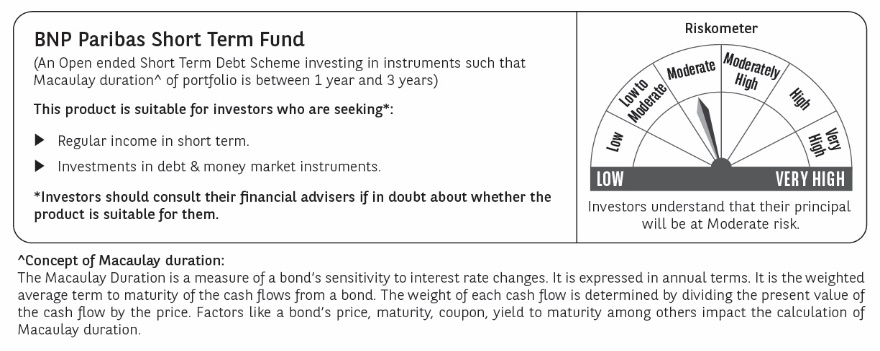 BNP Paribas Short Term Fund
(An Open ended Short Term Debt Scheme investing in instruments such that
Macaulay duration^ of portfolio is between 1 year and 3 years)
This product is suitable for investors who are seeking*:
▶ Regular income in short term.
▶ Investments in debt & money market instruments.
*Investors should consult their financial advisers if in doubt about whether the
product is suitable for them.
Riskometer
Low
Low to
Moderate
Moderate
Moderately
High
High
Very
High
LOW
VERY HIGH
Investors understand that their principal
will be at Moderate risk.
^Concept of Macaulay duration:
The Macaulay Duration is a measure of a bond's sensitivity to interest rate changes. It is expressed in annual terms. It is the weighted
average term to maturity of the cash flows from a bond. The weight of each cash flow is determined by dividing the present value of
the cash flow by the price. Factors like a bond's price, maturity, coupon, yield to maturity among others impact the calculation of
Macaulay duration.